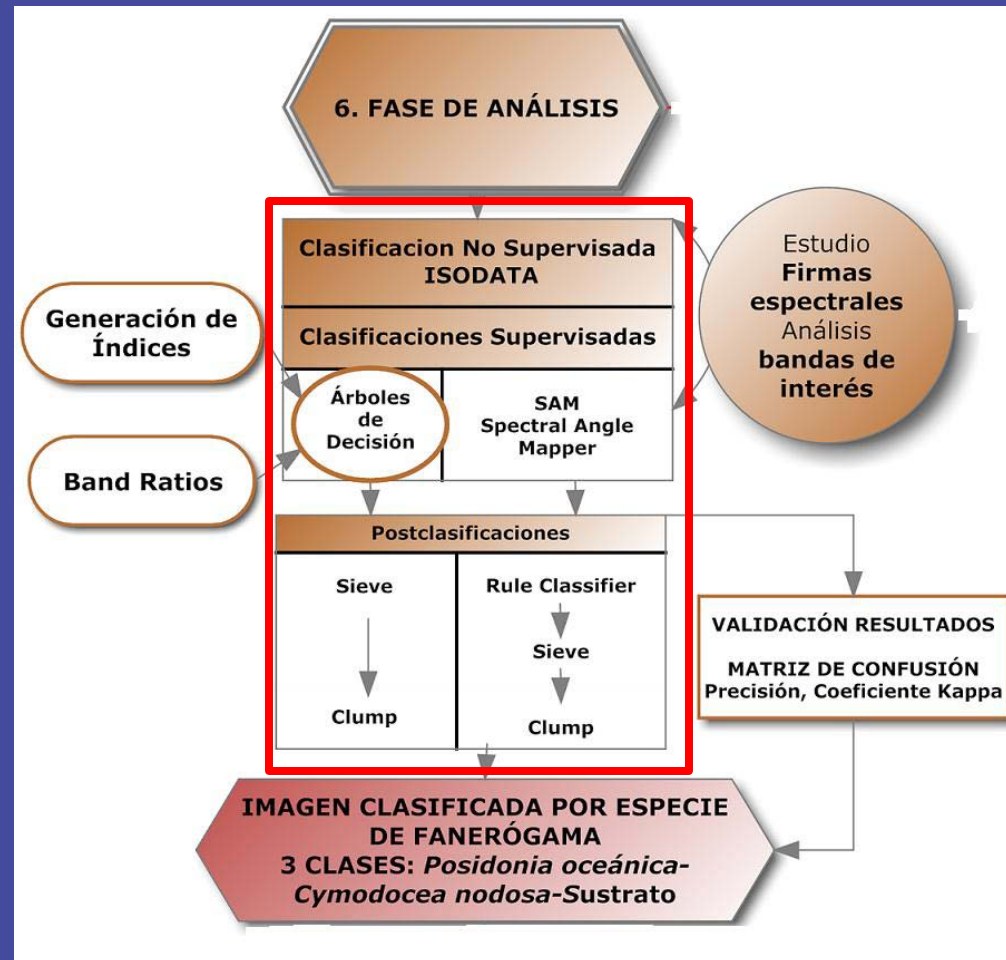 6. FASE DE ANÁLISIS
Clasificacion No Supervisada
ISODATA
Clasificaciones Supervisadas
Árboles
de
Decisión
SAM
Spectral Angle
Mapper
Generación de
Índices
Band Ratios
Estudio
Firmas
espectrales
Análisis
bandas de
interés
Postclasificaciones
Sieve
Clump
Rule Classifier
Sieve
Clump
VALIDACIÓN RESULTADOS
MATRIZ DE CONFUSIÓN
Precisión, Coeficiente Kappa
IMAGEN CLASIFICADA POR ESPECIE
DE FANERÓGAMA
3 CLASES: Posidonia oceánica-
Cymodocea nodosa-Sustrato